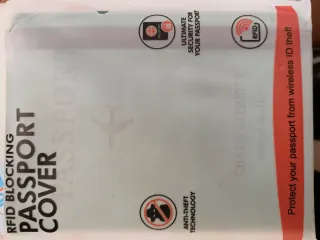 RFID BLOCKING
PASSPORT
COVER
ANTI-THEFT
TECHNOLOGY
ULTIMATE
SECURITY FOR
YOUR PASSPORT
RFID
Protect your passport from wireless ID theft